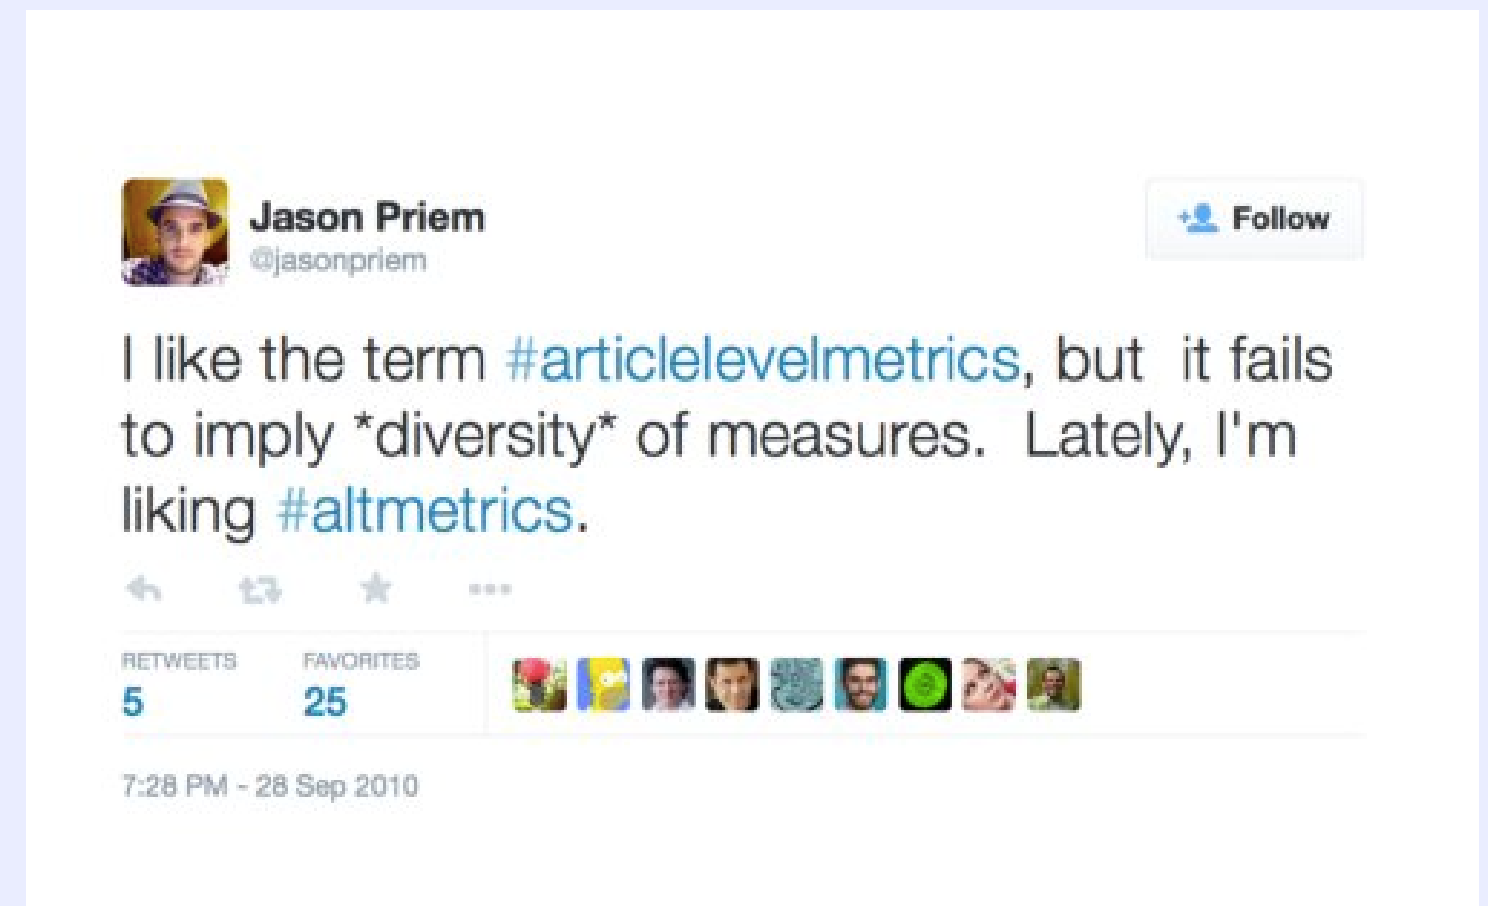 Jason Priem
@jasonpriem
Follow
I like the term #articlelevelmetrics, but  it fails
to imply *diversity* of measures.  Lately, I'm
liking #altmetrics.
RETWEETS FAVORITES
5 25
7:28 PM - 28 Sep 2010